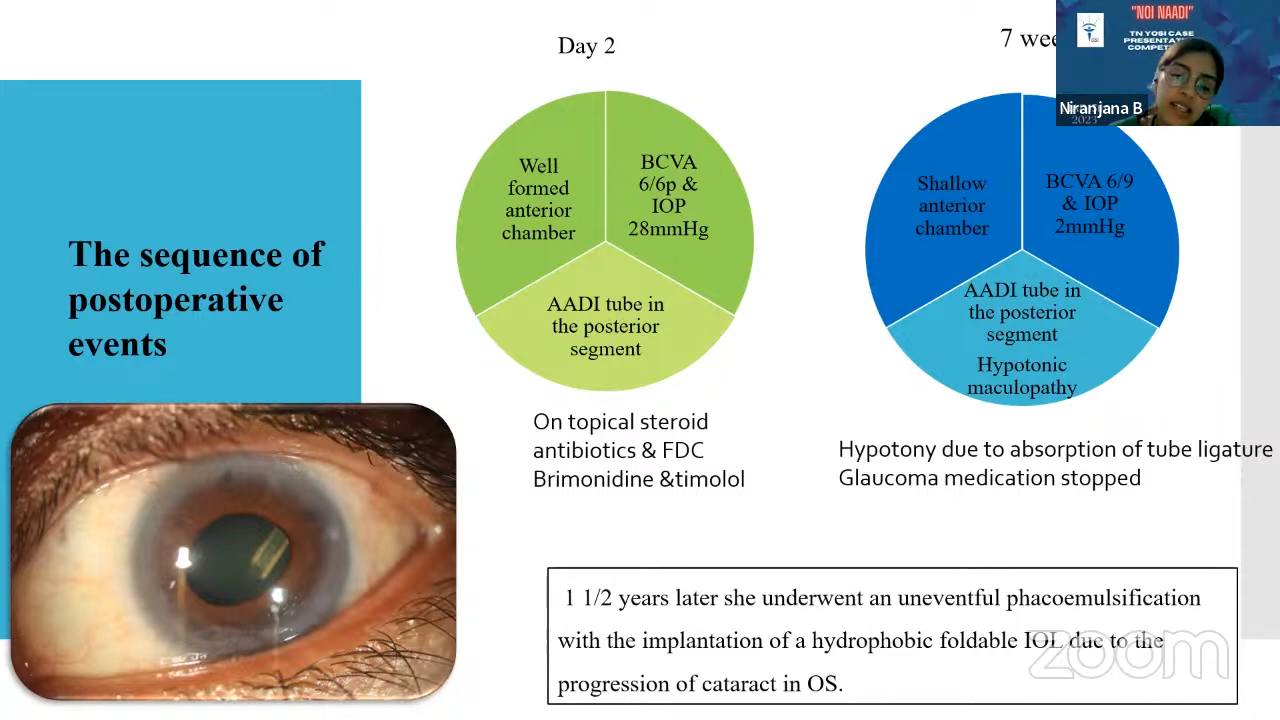 Day 2
7 wee
"NOI NAADI"
TN YOSI CASE
PRESENTAT
COMPET
Niranjana B
2023
The sequence of
postoperative
events
Well
formed
anterior
chamber
BCVA
6/6p &
IOP
28mmHg
AADI tube in
the posterior
segment
Shallow
anterior
chamber
BCVA 6/9
& IOP
2mmHg
AADI tube in
the posterior
segment
Hypotonic
maculopathy
On topical steroid
antibiotics & FDC
Brimonidine &timolol
Hypotony due to absorption of tube ligature
Glaucoma medication stopped
1 1/2 years later she underwent an uneventful phacoemulsification
with the implantation of a hydrophobic foldable IOL due to the
progression of cataract in OS.
zoom